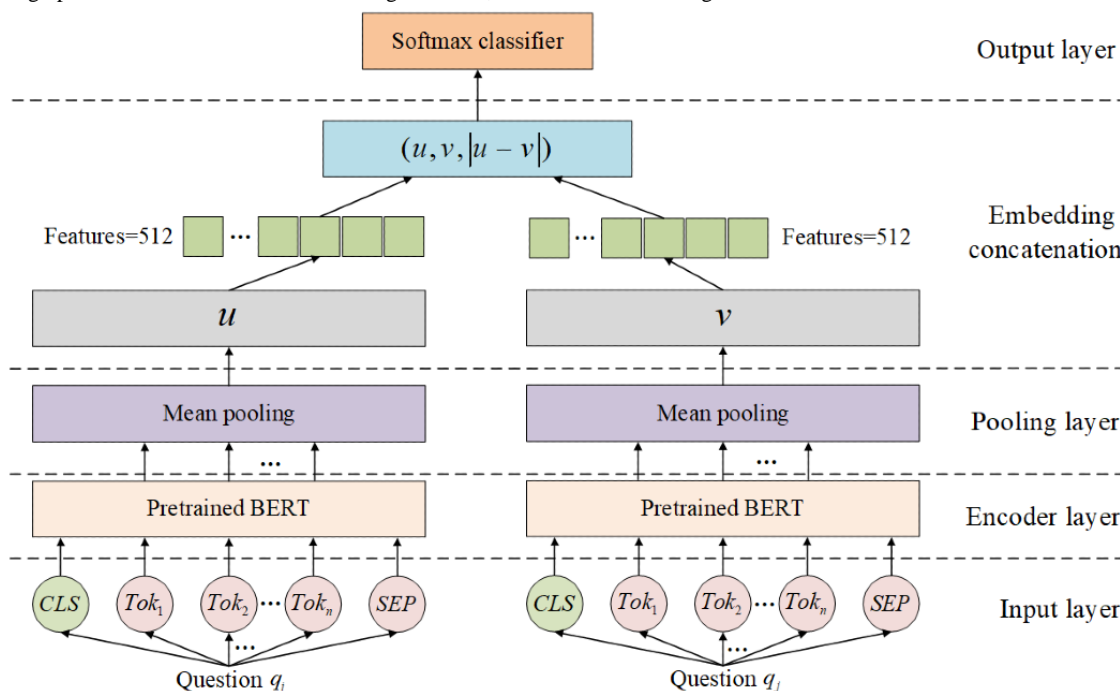 Softmax classifier
Output layer
(u, v, |u − v|)
Features=512
...
...
Features=512
Embedding
concatenation
u
v
Mean pooling
Mean pooling
Pooling layer
...
...
Pretrained BERT
Pretrained BERT
Encoder layer
CLS
Tok₁
Tok₂
...
Tokₙ
SEP
CLS
Tok₁
Tok₂
...
Tokₙ
SEP
Input layer
...
...
Question qᵢ
Question qⱼ